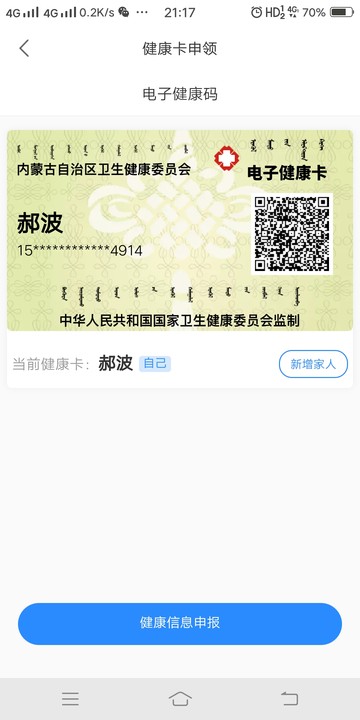 4G 4G 0.2K/s ··· 21:17 HD 1 2 4G 70%
健康卡申领
电子健康码
内蒙古自治区卫生健康委员会
电子健康卡
郝波
15************4914
中华人民共和国国家卫生健康委员会监制
当前健康卡: 郝波 自己 新增家人
健康信息申报